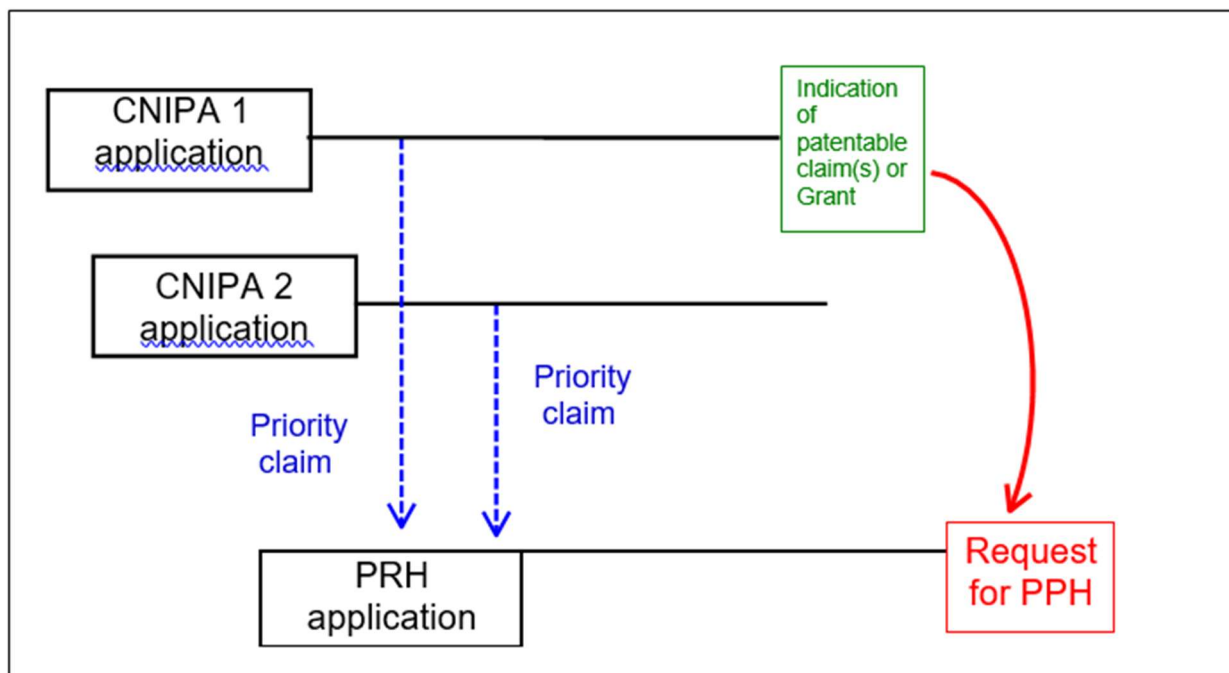 CNIPA 1
application
Indication
of
patentable
claim(s) or
Grant
CNIPA 2
application
Priority
claim
Priority
claim
PRH
application
Request
for PPH